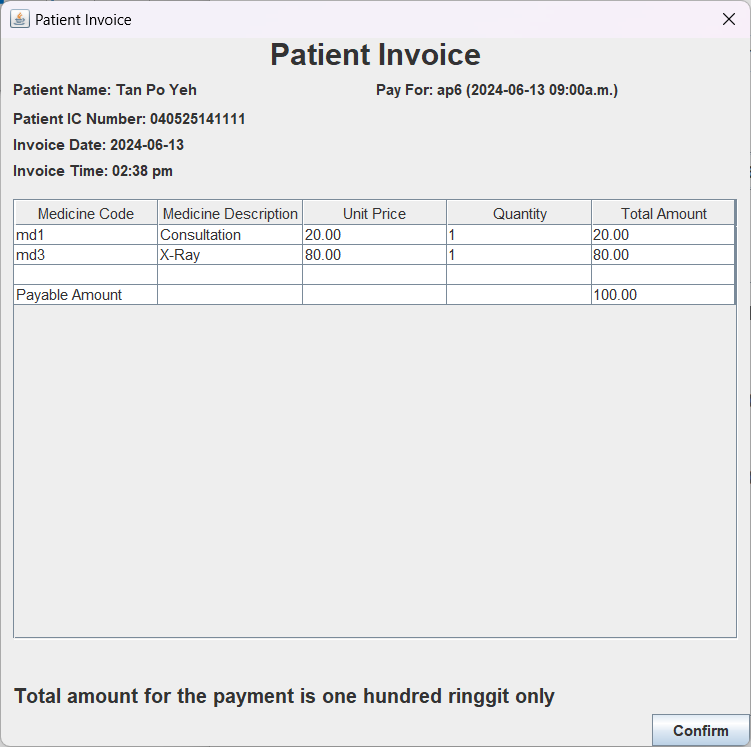 Patient Invoice
Patient Invoice
Patient Name: Tan Po Yeh Pay For: ap6 (2024-06-13 09:00a.m.)
Patient IC Number: 040525141111
Invoice Date: 2024-06-13
Invoice Time: 02:38 pm
Medicine Code Medicine Description Unit Price Quantity Total Amount
md1 Consultation 20.00 1 20.00
md3 X-Ray 80.00 1 80.00
Payable Amount 100.00
Total amount for the payment is one hundred ringgit only
Confirm